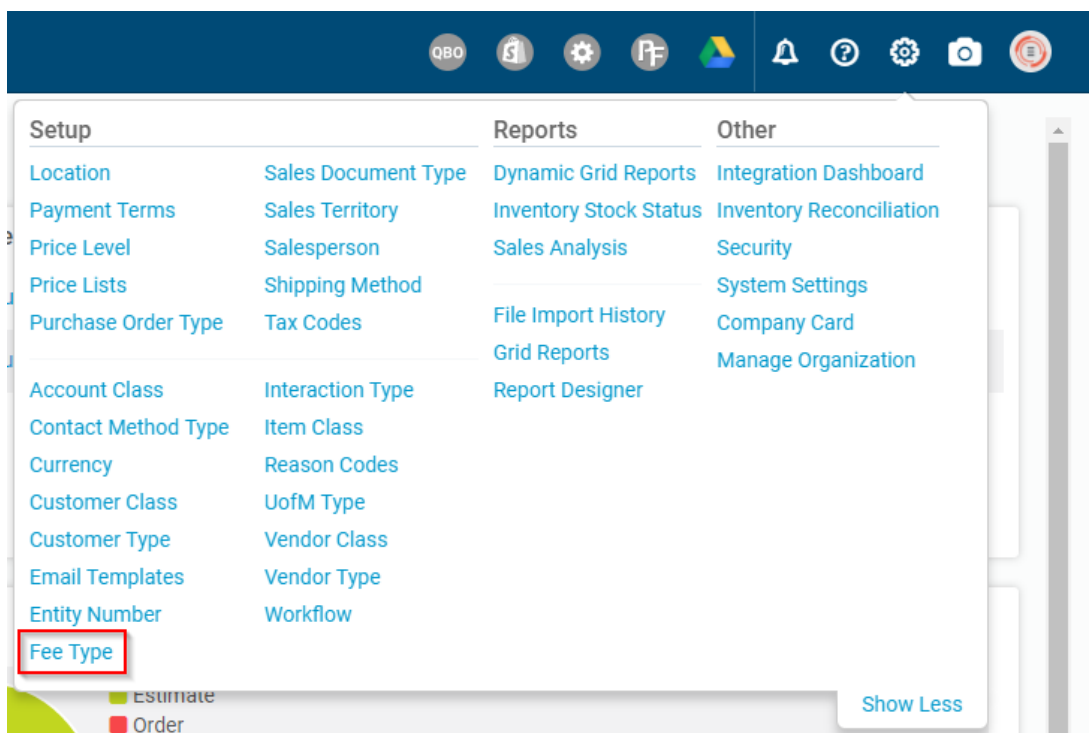 QBO
Setup
Location
Payment Terms
Price Level
Price Lists
Purchase Order Type
Sales Document Type
Sales Territory
Salesperson
Shipping Method
Tax Codes
Account Class
Contact Method Type
Currency
Customer Class
Customer Type
Email Templates
Entity Number
Fee Type
Interaction Type
Item Class
Reason Codes
UofM Type
Vendor Class
Vendor Type
Workflow
Reports
Dynamic Grid Reports
Inventory Stock Status
Sales Analysis
File Import History
Grid Reports
Report Designer
Other
Integration Dashboard
Inventory Reconciliation
Security
System Settings
Company Card
Manage Organization
Show Less
Estimate
Order